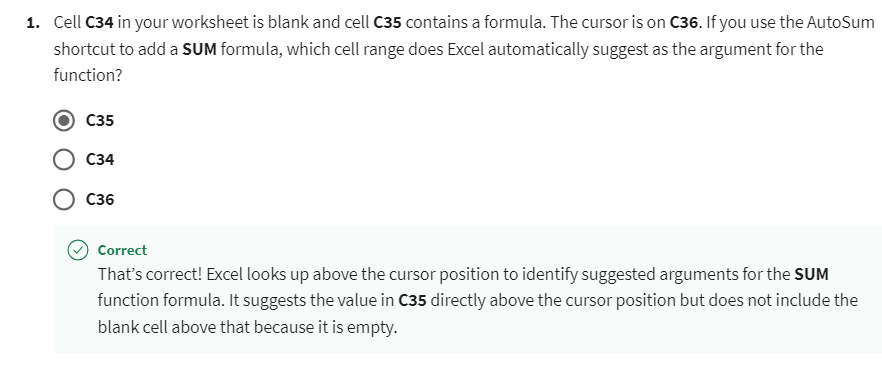 1. Cell C34 in your worksheet is blank and cell C35 contains a formula. The cursor is on C36. If you use the AutoSum
shortcut to add a SUM formula, which cell range does Excel automatically suggest as the argument for the
function?
C35
C34
C36
Correct
That's correct! Excel looks up above the cursor position to identify suggested arguments for the SUM
function formula. It suggests the value in C35 directly above the cursor position but does not include the
blank cell above that because it is empty.